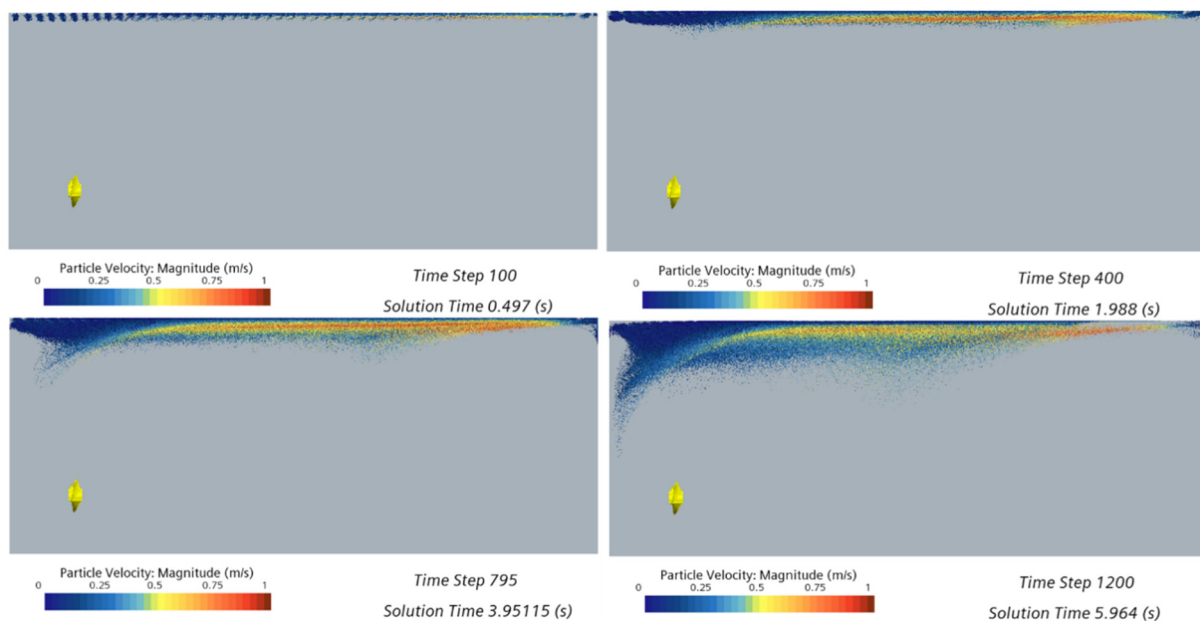 Particle Velocity: Magnitude (m/s)
0 0.25 0.5 0.75 1
Time Step 100
Solution Time 0.497 (s)
Particle Velocity: Magnitude (m/s)
0 0.25 0.5 0.75 1
Time Step 400
Solution Time 1.988 (s)
Particle Velocity: Magnitude (m/s)
0 0.25 0.5 0.75 1
Time Step 795
Solution Time 3.95115 (s)
Particle Velocity: Magnitude (m/s)
0 0.25 0.5 0.75 1
Time Step 1200
Solution Time 5.964 (s)